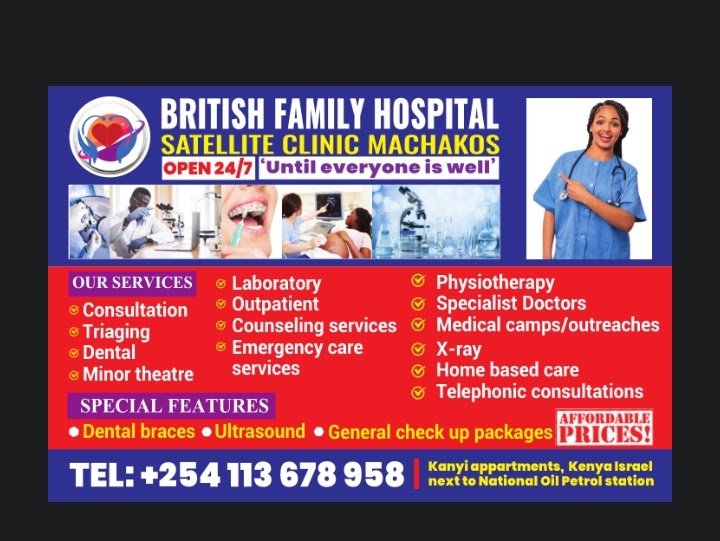 BRITISH FAMILY HOSPITAL
SATELLITE CLINIC MACHAKOS
OPEN 24/7 'Until everyone is well'
OUR SERVICES
Consultation
Triaging
Dental
Minor theatre
Laboratory
Outpatient
Counseling services
Emergency care
services
Physiotherapy
Specialist Doctors
Medical camps/outreaches
X-ray
Home based care
Telephonic consultations
SPECIAL FEATURES
Dental braces
Ultrasound
General check up packages
AFFORDABLE
PRICES!
TEL: +254 113 678 958
Kanyi appartments, Kenya Israel
next to National Oil Petrol station